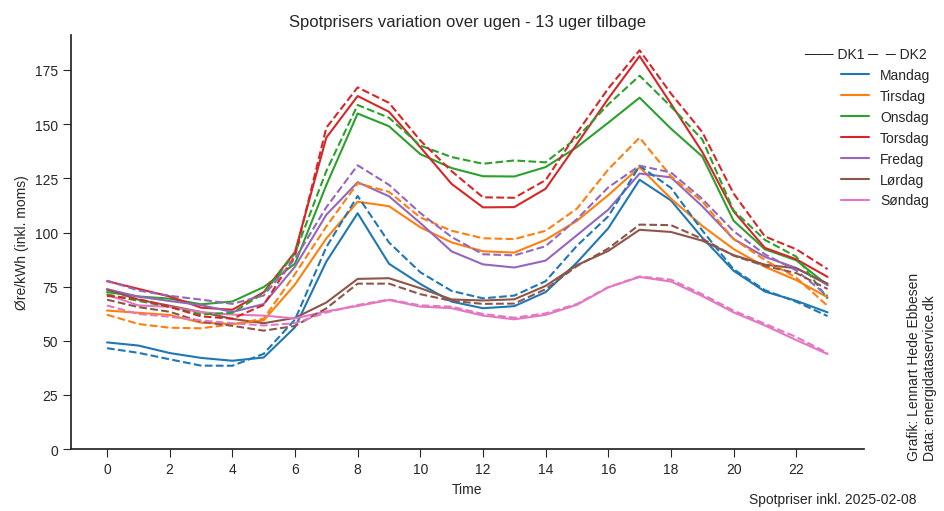 Spotprisers variation over ugen - 13 uger tilbage
DK1 DK2
Mandag
Tirsdag
Onsdag
Torsdag
Fredag
Lørdag
Søndag
Øre/kWh (inkl. moms)
175
150
125
100
75
50
25
0
0 2 4 6 8 10 12 14 16 18 20 22
Time
Grafik: Lennart Hede Ebbesen
Data: energidataservice.dk
Spotpriser inkl. 2025-02-08